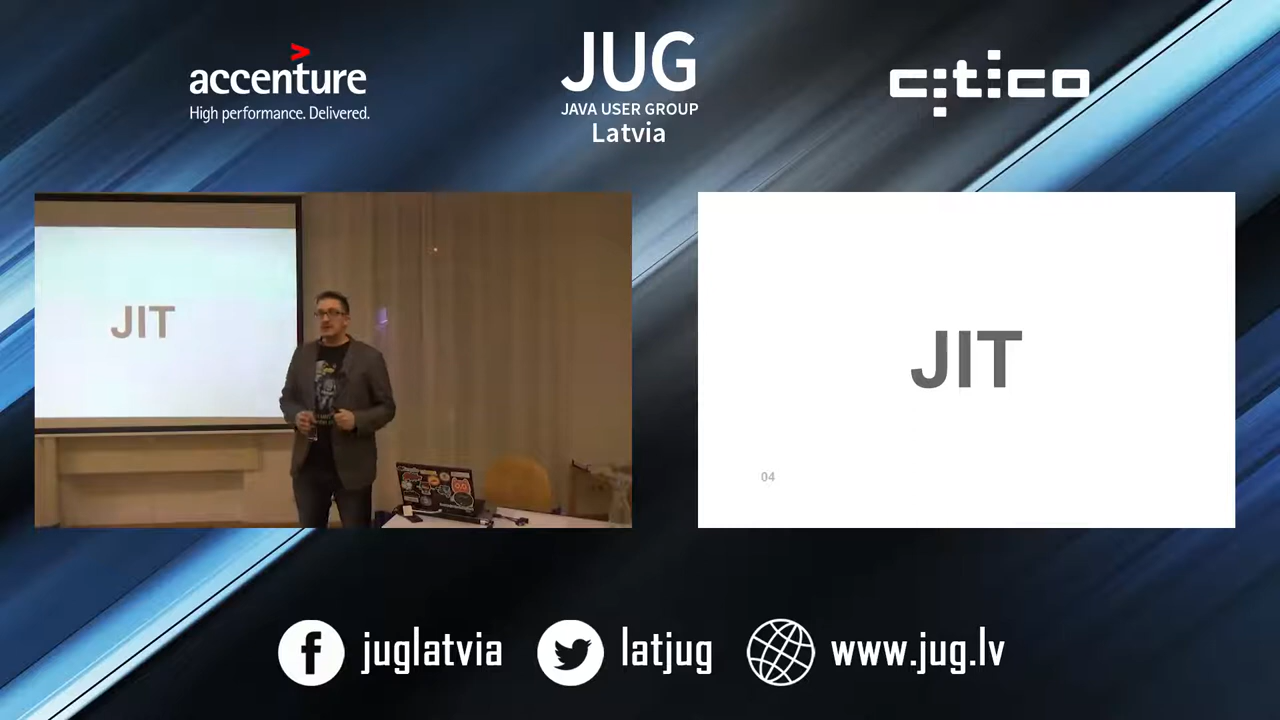 accenture
High performance. Delivered.
JUG
JAVA USER GROUP
Latvia
c:tico
JIT
JIT
04
juglatvia
latjug
www.jug.lv